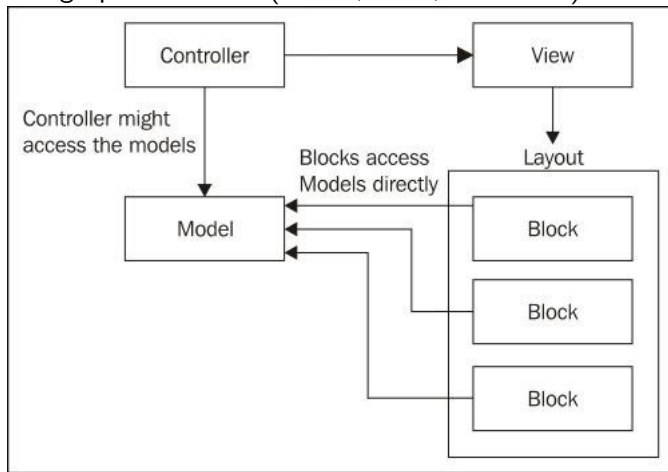 Controller
View
Controller might
access the models
Layout
Blocks access
Models directly
Model
Block
Block
Block